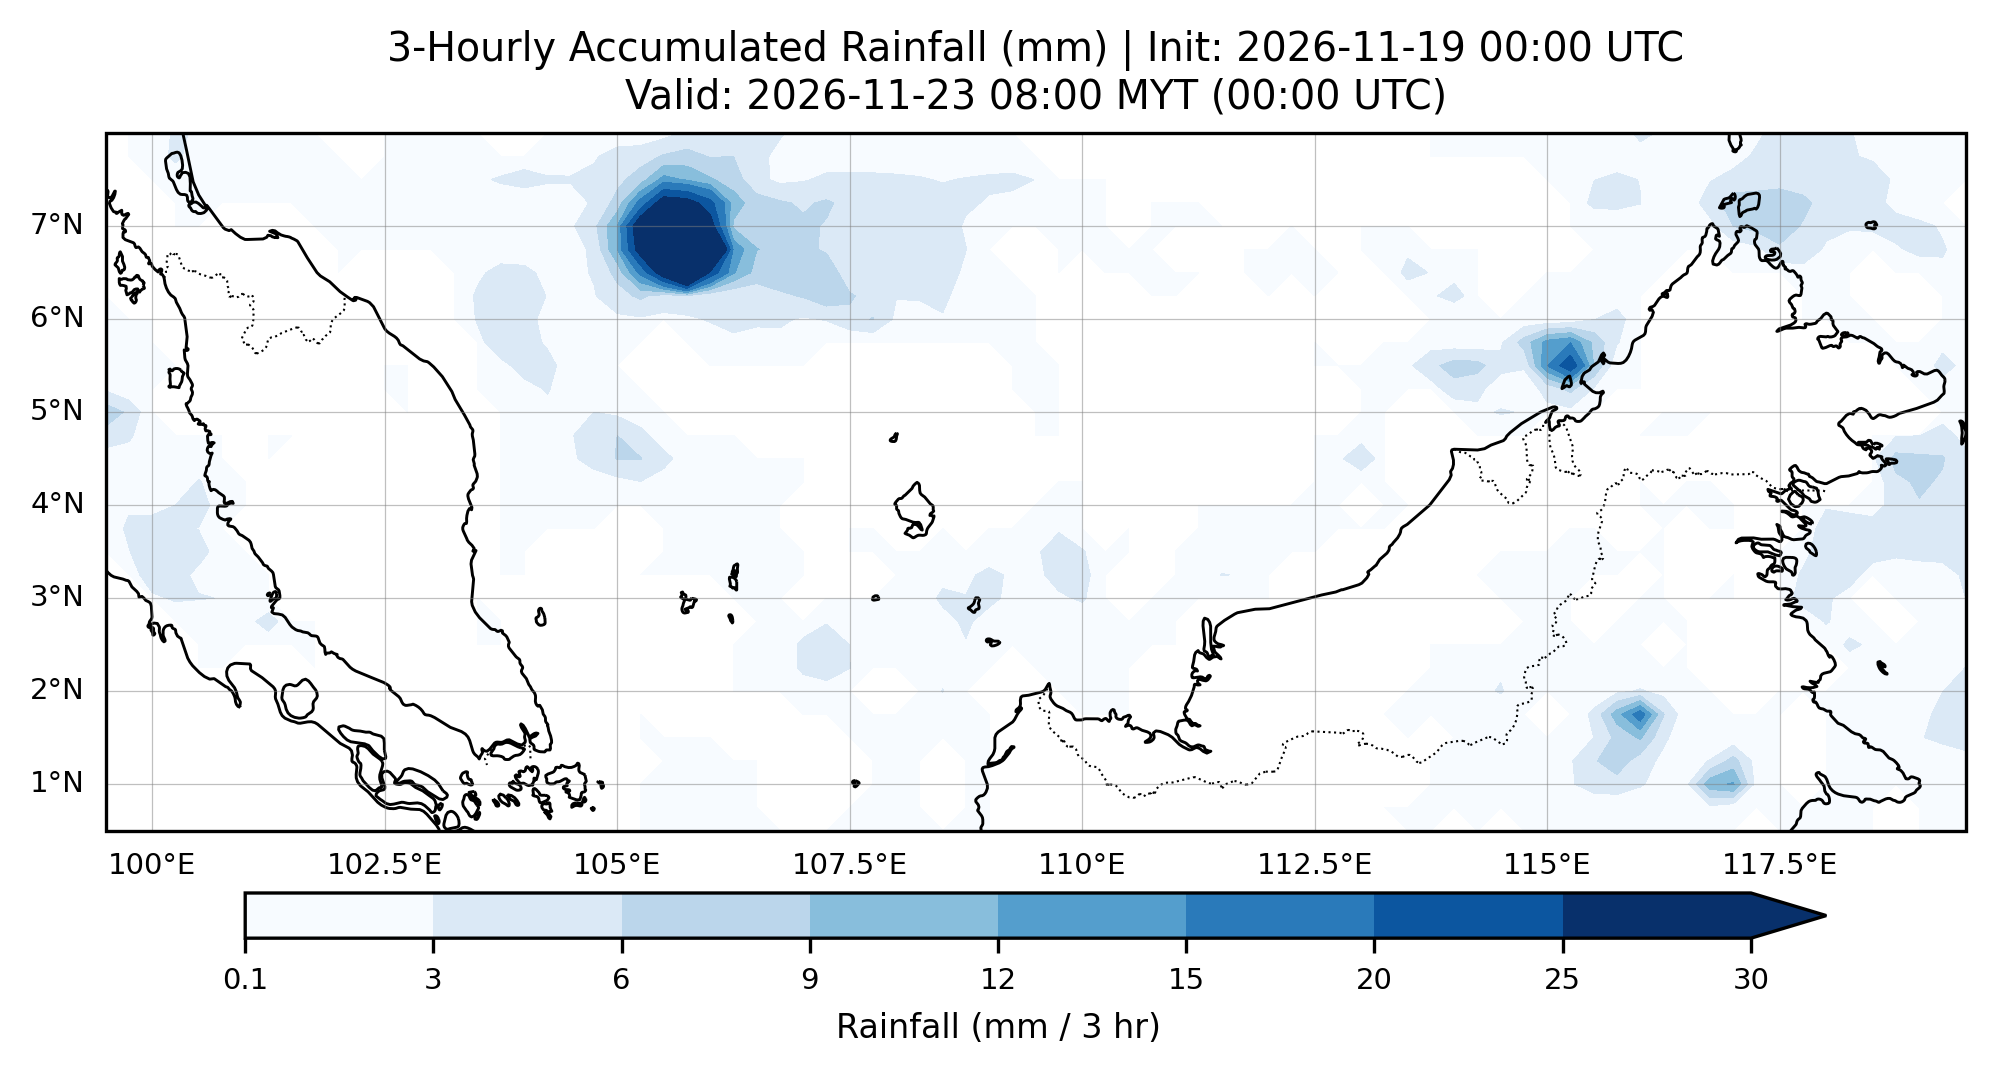 3-Hourly Accumulated Rainfall (mm) | Init: 2026-11-19 00:00 UTC
Valid: 2026-11-23 08:00 MYT (00:00 UTC)
7°N
6°N
5°N
4°N
3°N
2°N
1°N
100°E 102.5°E 105°E 107.5°E 110°E 112.5°E 115°E 117.5°E
0.1 3 6 9 12 15 20 25 30
Rainfall (mm / 3 hr)